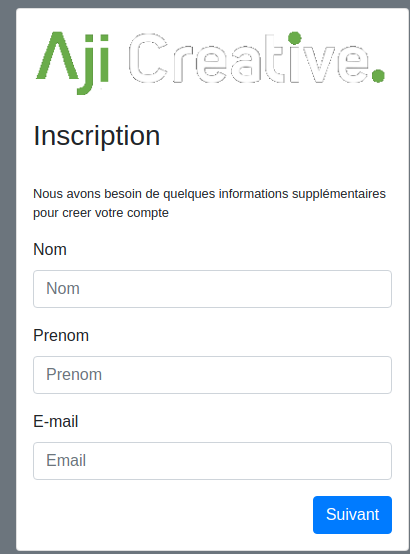 Aji Creative.
Inscription
Nous avons besoin de quelques informations supplémentaires
pour creer votre compte
Nom
Nom
Prenom
Prenom
E-mail
Email
Suivant